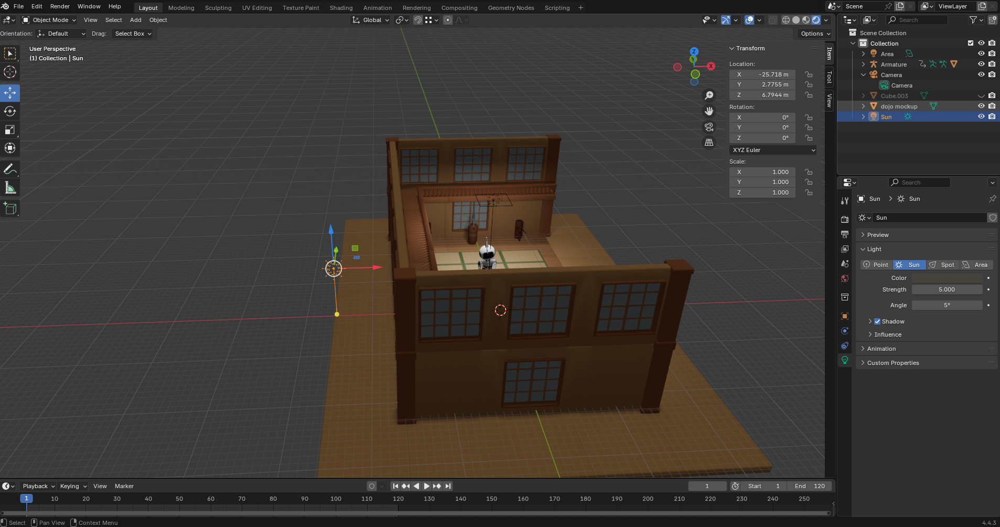 File Edit Render Window Help Layout Modeling Sculpting UV Editing Texture Paint Shading Animation Rendering Compositing Geometry Nodes Scripting + Scene ViewLayer
Object Mode View Select Add Object Global Search
Orientation: Default Drag: Select Box Options
User Perspective
(1) Collection | Sun
Z
Y
X
Transform
Location:
X -25.718 m
Y 2.7755 m
Z 6.7944 m
Rotation:
X 0°
Y 0°
Z 0°
XYZ Euler
Scale:
X 1.000
Y 1.000
Z 1.000
Item
Tool
View
Scene Collection
Collection
Area
Armature
Camera
Camera
Cube.003
dojo mockup
Sun
Search
Sun > Sun
Sun
Preview
Light
Point Sun Spot Area
Color
Strength 5.000
Angle 5°
Shadow
Influence
Animation
Custom Properties
Playback Keying View Marker 1 Start 1 End 120
1 10 20 30 40 50 60 70 80 90 100 110 120 130 140 150 160 170 180 190 200 210 220 230 240 250
Select Pan View Context Menu 4.4.3